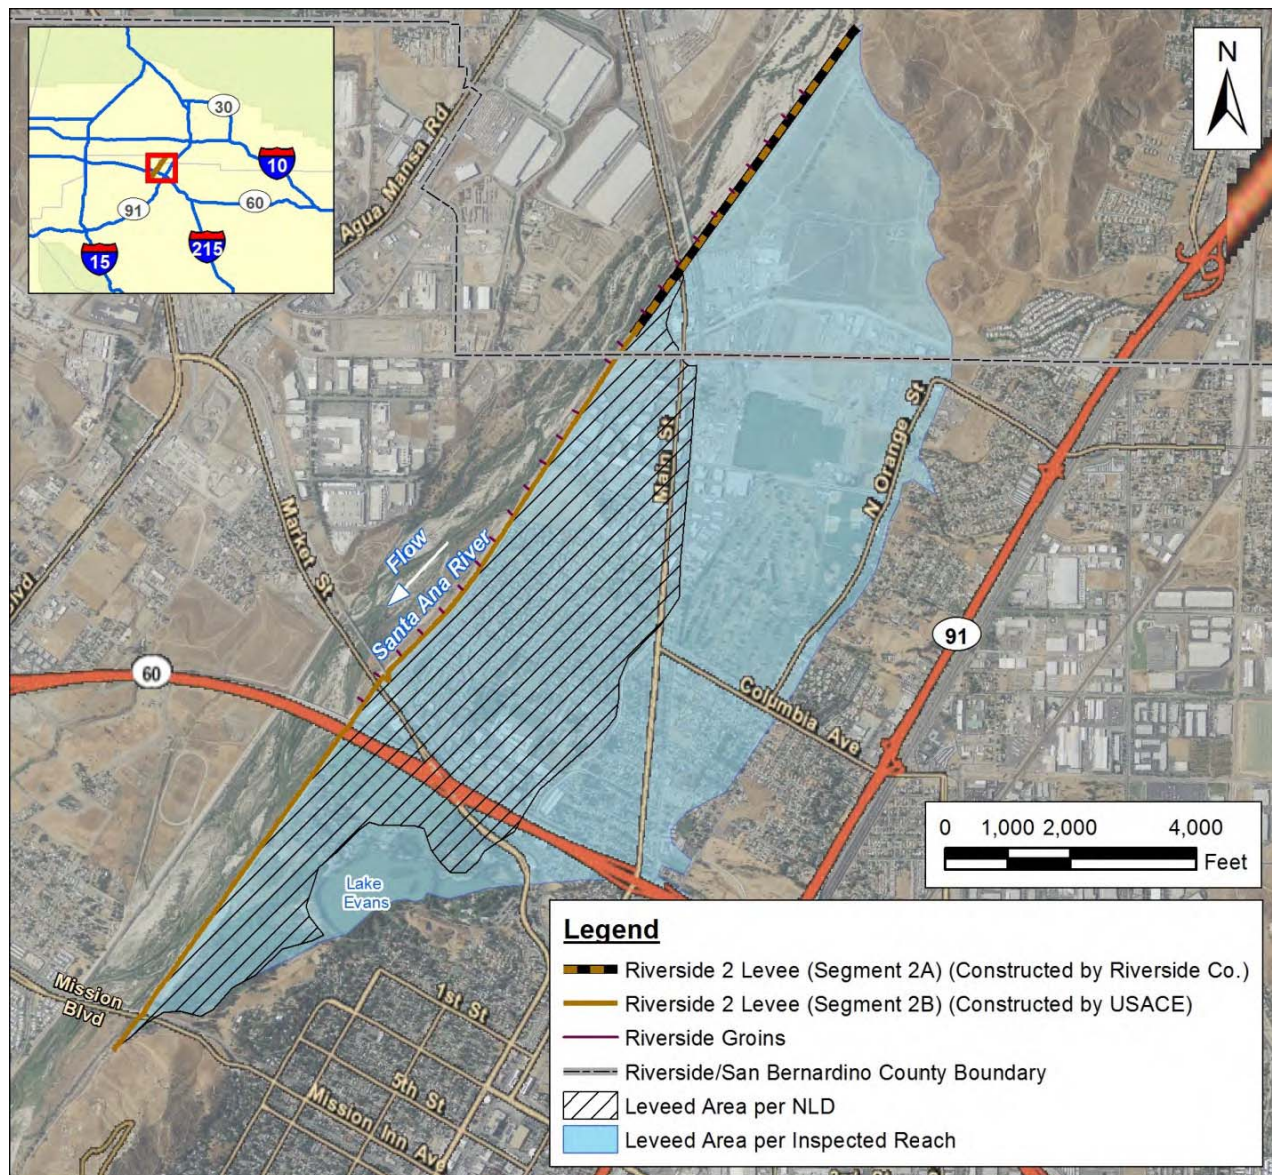 30
10
91
60
15
215
N
Agua Mansa Rd
Main St
N Orange St
Market St
Flow
Santa Ana River
Blvd
60
91
Columbia Ave
0 1,000 2,000 4,000
Feet
Lake
Evans
Mission
Blvd
1st St
5th St
Mission Inn Ave
Legend
Riverside 2 Levee (Segment 2A) (Constructed by Riverside Co.)
Riverside 2 Levee (Segment 2B) (Constructed by USACE)
Riverside Groins
Riverside/San Bernardino County Boundary
Leveed Area per NLD
Leveed Area per Inspected Reach